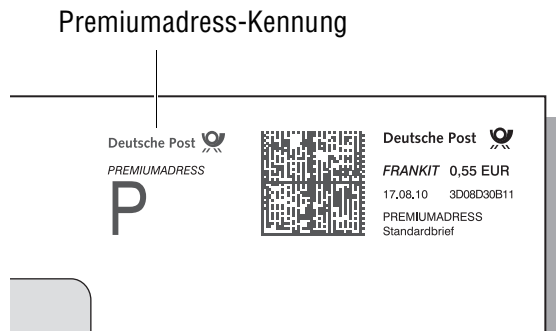 Premiumadress-Kennung
Deutsche Post
PREMIUMADRESS
P
Deutsche Post
FRANKIT 0,55 EUR
17.08.10 3D08D30B11
PREMIUMADRESS
Standardbrief